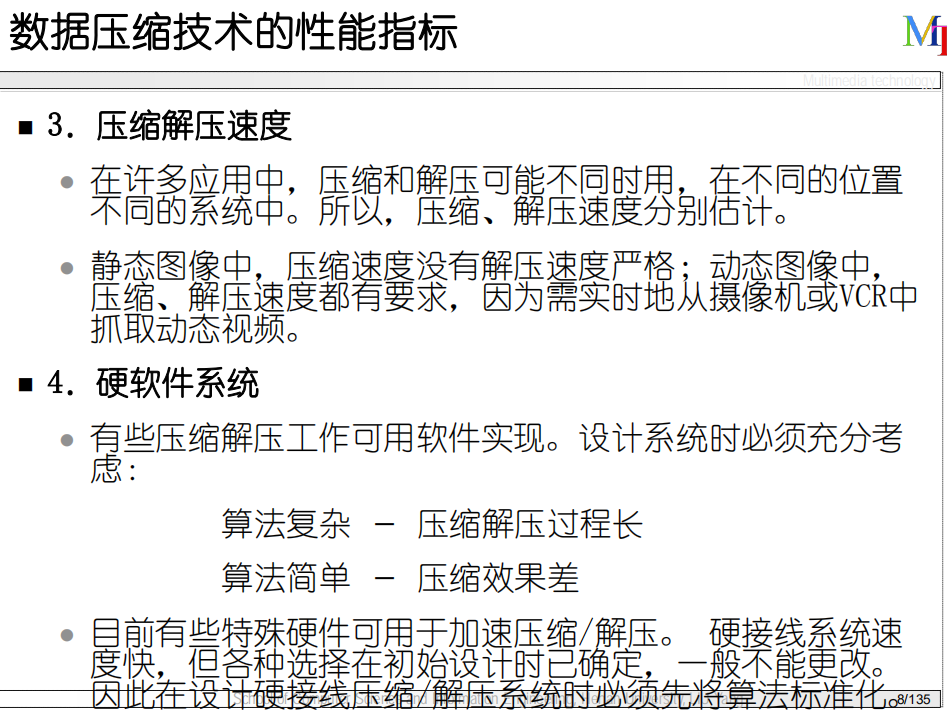 数据压缩技术的性能指标
MT
Multimedia technology
■ 3. 压缩解压速度
● 在许多应用中，压缩和解压可能不同时用，在不同的位置
不同的系统中。所以，压缩、解压速度分别估计。
● 静态图像中，压缩速度没有解压速度严格；动态图像中，
压缩、解压速度都有要求，因为需实时地从摄像机或VCR中
抓取动态视频。
■ 4. 硬软件系统
● 有些压缩解压工作可用软件实现。设计系统时必须充分考
虑：
算法复杂 － 压缩解压过程长
算法简单 － 压缩效果差
● 目前有些特殊硬件可用于加速压缩/解压。 硬接线系统速
度快，但各种选择在初始设计时已确定，一般不能更改。
因此在设计硬接线压缩/解压系统时必须先将算法标准化。
8/135